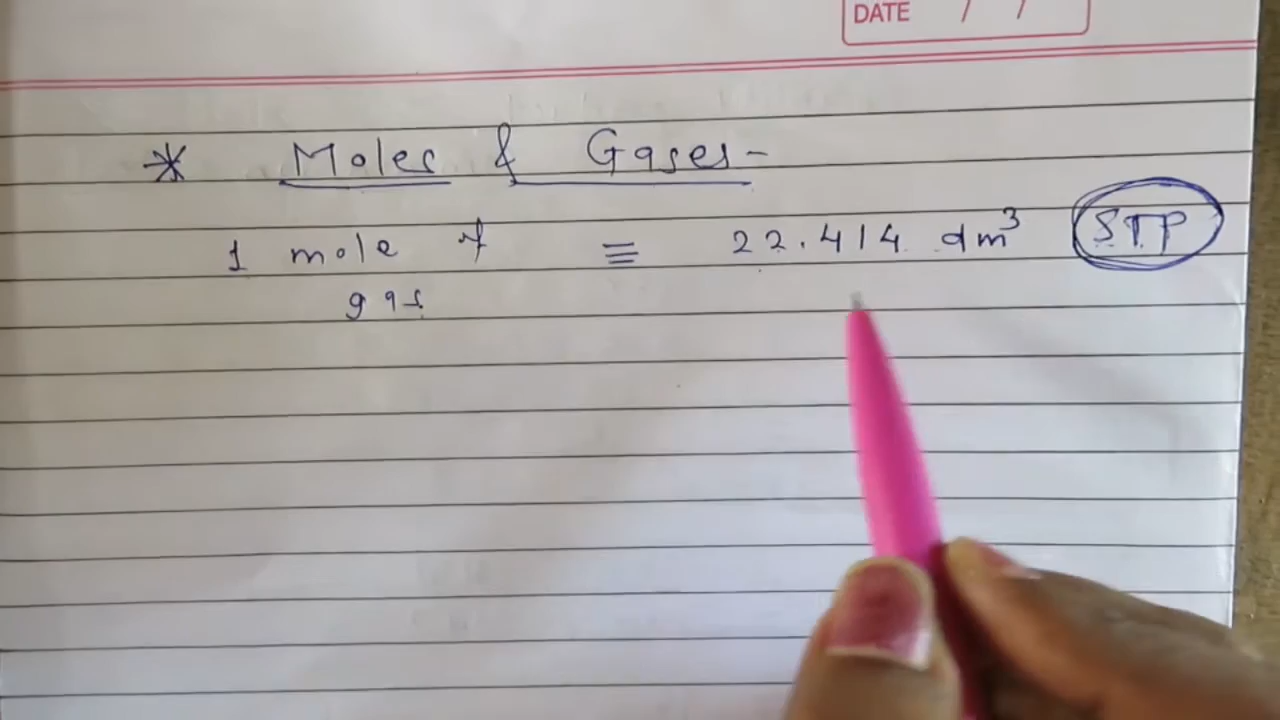 DATE / /
* Moles & Gases-
1 mole of ≡ 22.414 dm³ STP
gas